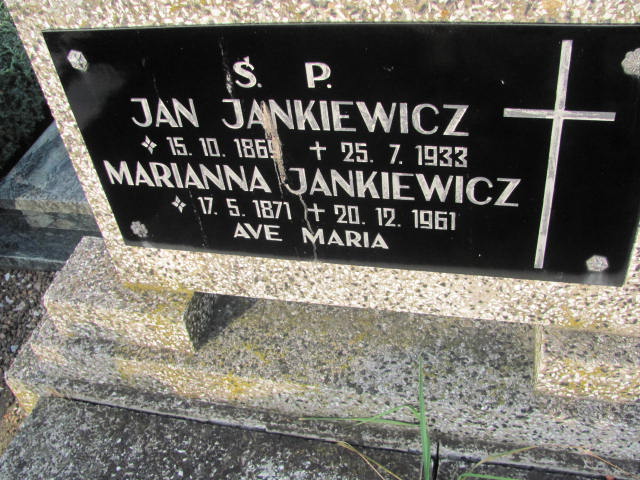 Ś. P.
JAN JANKIEWICZ
15. 10. 1869 + 25. 7. 1933
MARIANNA JANKIEWICZ
17. 5. 1871 + 20. 12. 1961
AVE MARIA